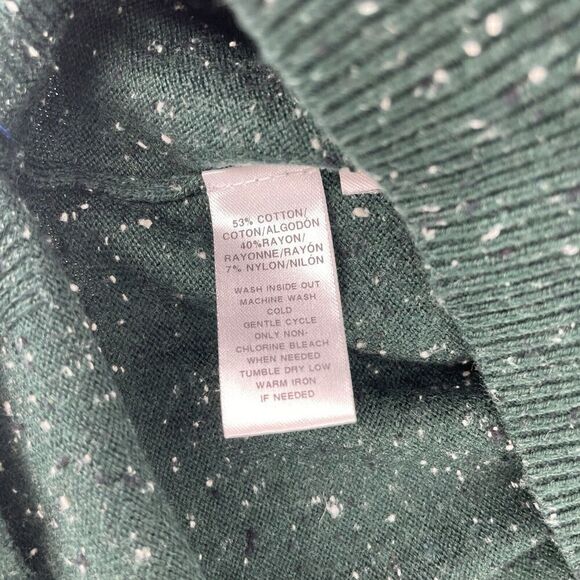 53% COTTON/
COTON/ALGODÓN
40%RAYON/
RAYONNE/RAYÓN
7% NYLON/NILÓN
WASH INSIDE OUT
MACHINE WASH
COLD
GENTLE CYCLE
ONLY NON-
CHLORINE BLEACH
WHEN NEEDED
TUMBLE DRY LOW
WARM IRON
IF NEEDED